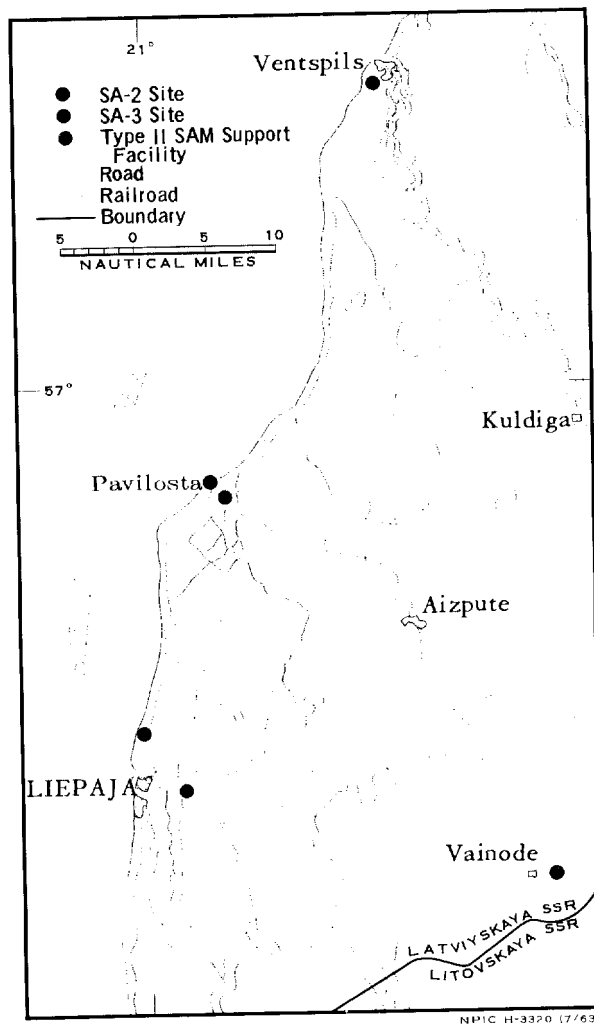 21°
Ventspils
SA-2 Site
SA-3 Site
Type II SAM Support
Facility
Road
Railroad
Boundary
5 0 5 10
NAUTICAL MILES
57°
Kuldiga
Pavilosta
Aizpute
LIEPAJA
Vainode
LATVIYSKAYA SSR
LITOVSKAYA SSR
NPIC H-3320 (7/63